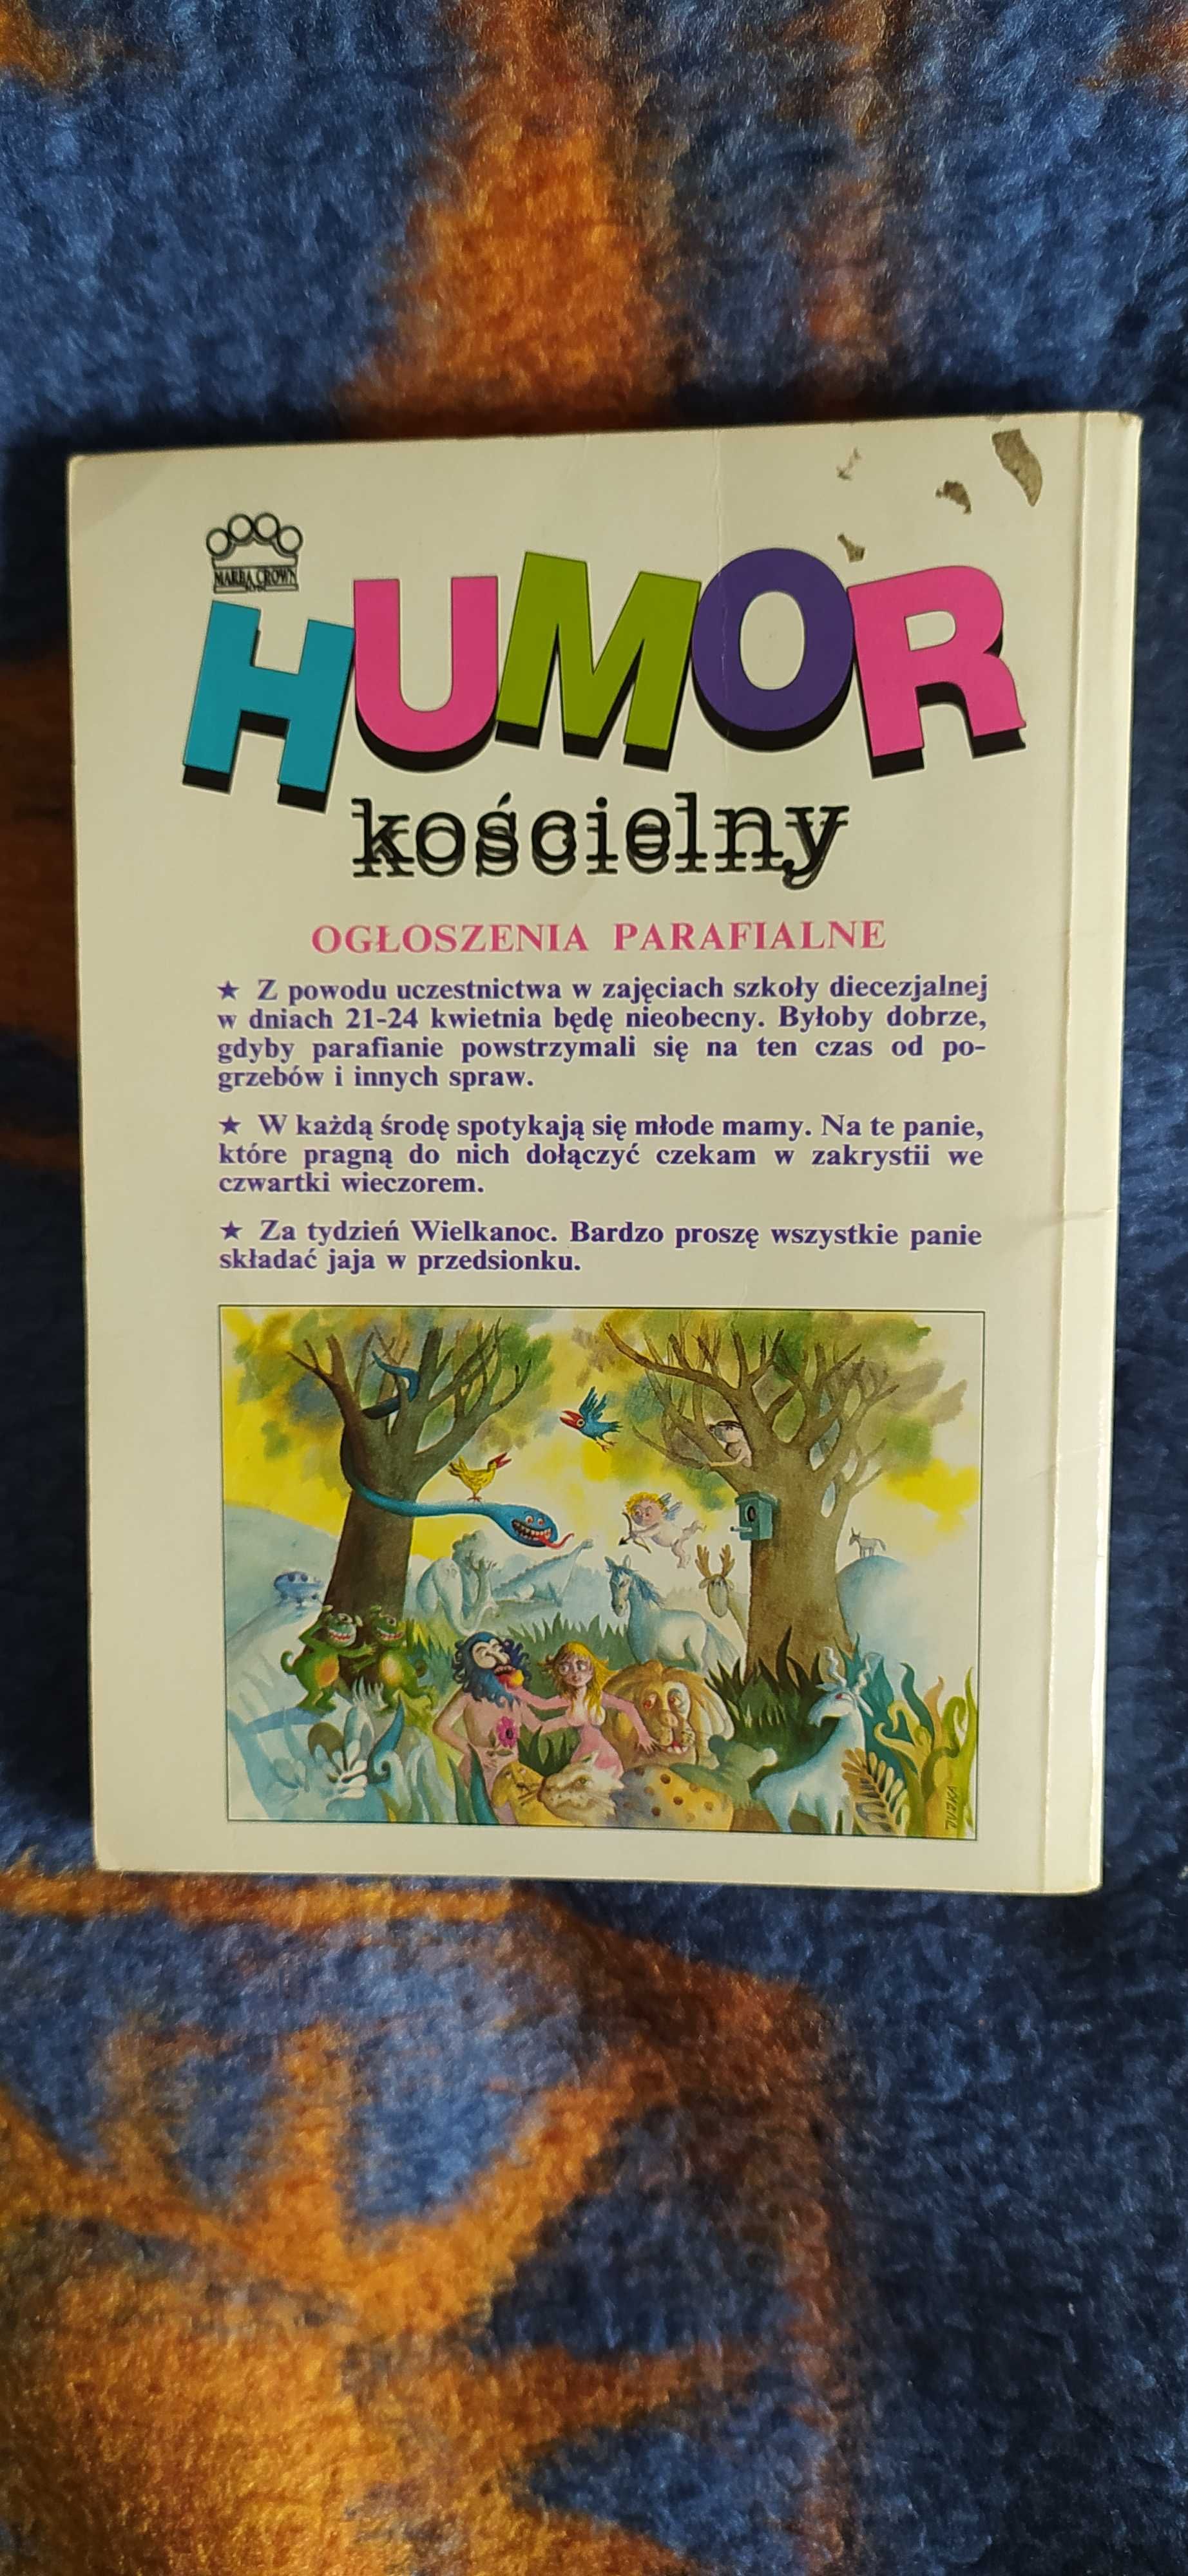 MARBA CROWN
HUMOR
kościelny
OGŁOSZENIA PARAFIALNE
★ Z powodu uczestnictwa w zajęciach szkoły diecezjalnej
w dniach 21-24 kwietnia będę nieobecny. Byłoby dobrze,
gdyby parafianie powstrzymali się na ten czas od po-
grzebów i innych spraw.
★ W każdą środę spotykają się młode mamy. Na te panie,
które pragną do nich dołączyć czekam w zakrystii we
czwartki wieczorem.
★ Za tydzień Wielkanoc. Bardzo proszę wszystkie panie
składać jaja w przedsionku.